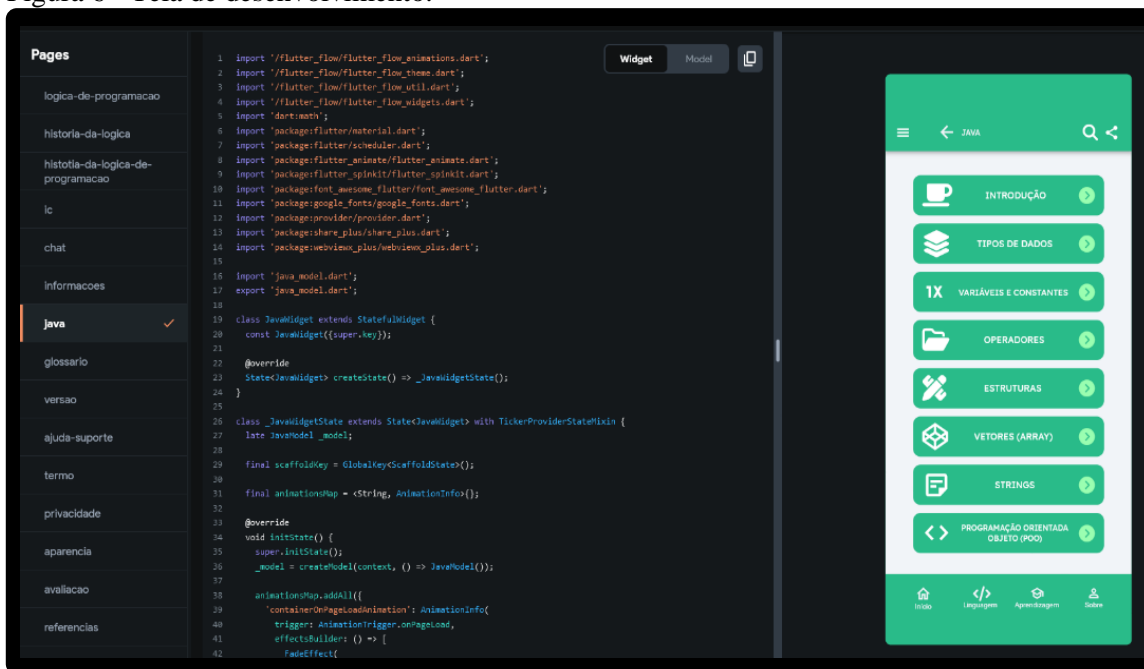 Figura 6 - Tela de desenvolvimento.
Pages
logica-de-programacao
historia-da-logica
histotia-da-logica-de-
programacao
ic
chat
informacoes
java
glossario
versao
ajuda-suporte
termo
privacidade
aparencia
avaliacao
referencias
Widget
Model
1 import '/flutter_flow/flutter_flow_animations.dart';
2 import '/flutter_flow/flutter_flow_theme.dart';
3 import '/flutter_flow/flutter_flow_util.dart';
4 import '/flutter_flow/flutter_flow_widgets.dart';
5 import 'dart:math';
6 import 'package:flutter/material.dart';
7 import 'package:flutter/scheduler.dart';
8 import 'package:flutter_animate/flutter_animate.dart';
9 import 'package:flutter_spinkit/flutter_spinkit.dart';
10 import 'package:font_awesome_flutter/font_awesome_flutter.dart';
11 import 'package:google_fonts/google_fonts.dart';
12 import 'package:provider/provider.dart';
13 import 'package:share_plus/share_plus.dart';
14 import 'package:webviewx_plus/webviewx_plus.dart';
15
16 import 'java_model.dart';
17 export 'java_model.dart';
18
19 class JavaWidget extends StatefulWidget {
20 const JavaWidget({super.key});
21
22 @override
23 State<JavaWidget> createState() => _JavaWidgetState();
24 }
25
26 class _JavaWidgetState extends State<JavaWidget> with TickerProviderStateMixin {
27 late JavaModel _model;
28
29 final scaffoldKey = GlobalKey<ScaffoldState>();
30
31 final animationsMap = <String, AnimationInfo>{};
32
33 @override
34 void initState() {
35 super.initState();
36 _model = createModel(context, () => JavaModel());
37
38 animationsMap.addAll({
39 'containerOnPageLoadAnimation': AnimationInfo(
40 trigger: AnimationTrigger.onPageLoad,
41 effectsBuilder: () => [
42 FadeEffect(
JAVA
INTRODUÇÃO
TIPOS DE DADOS
1X VARIÁVEIS E CONSTANTES
OPERADORES
ESTRUTURAS
VETORES (ARRAY)
STRINGS
PROGRAMAÇÃO ORIENTADA
OBJETO (POO)
Início Linguagem Aprendizagem Sobre